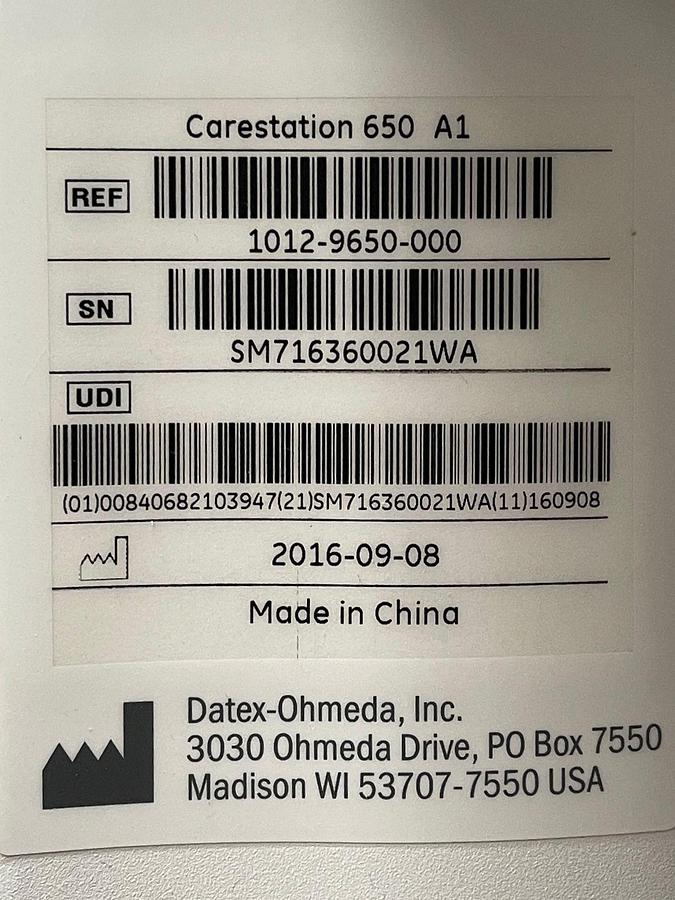 Carestation 650 A1
REF
1012-9650-000
SN
SM716360021WA
UDI
(01)00840682103947(21)SM716360021WA(11)160908
2016-09-08
Made in China
Datex-Ohmeda, Inc.
3030 Ohmeda Drive, PO Box 7550
Madison WI 53707-7550 USA